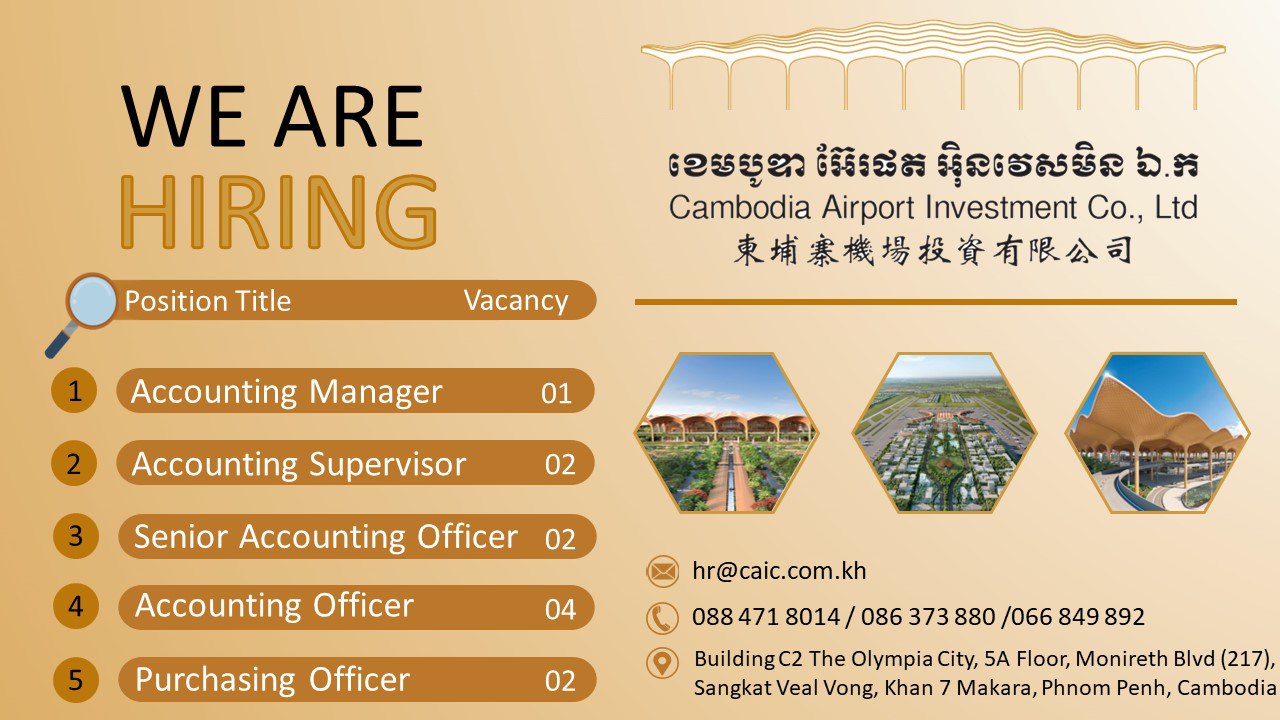 WE ARE
HIRING
Position Title Vacancy
1 Accounting Manager 01
2 Accounting Supervisor 02
3 Senior Accounting Officer 02
4 Accounting Officer 04
5 Purchasing Officer 02
ខេមបូឌា អ៊ែរផត អ៊ិនវេសមិន ឯ.ក
Cambodia Airport Investment Co., Ltd
柬埔寨機場投資有限公司
hr@caic.com.kh
088 471 8014 / 086 373 880 /066 849 892
Building C2 The Olympia City, 5A Floor, Monireth Blvd (217),
Sangkat Veal Vong, Khan 7 Makara, Phnom Penh, Cambodia